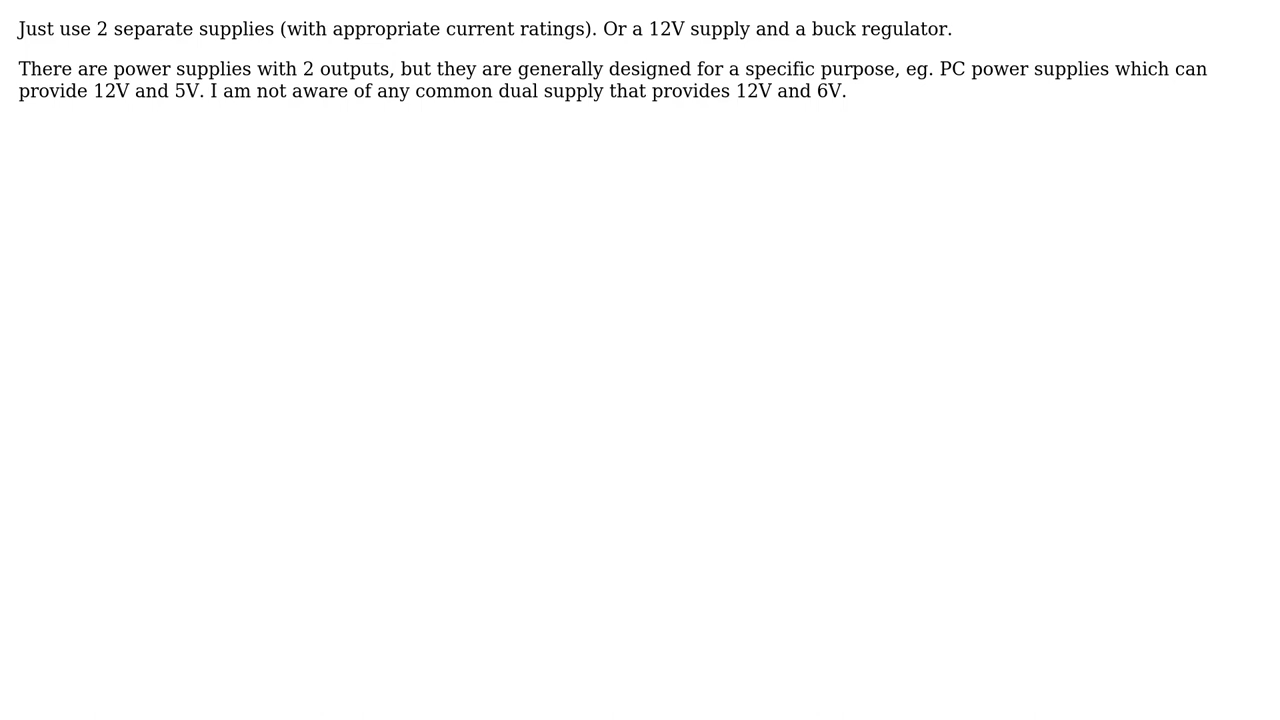 Just use 2 separate supplies (with appropriate current ratings). Or a 12V supply and a buck regulator.
There are power supplies with 2 outputs, but they are generally designed for a specific purpose, eg. PC power supplies which can
provide 12V and 5V. I am not aware of any common dual supply that provides 12V and 6V.